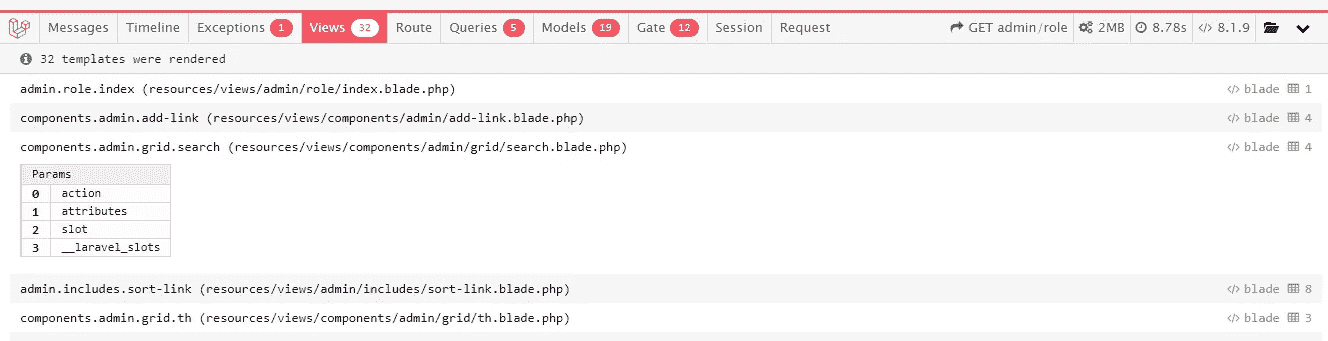 Messages Timeline Exceptions 1 Views 32 Route Queries 5 Models 19 Gate 12 Session Request GET admin/role 2MB 8.78s 8.1.9
32 templates were rendered
admin.role.index (resources/views/admin/role/index.blade.php) blade 1
components.admin.add-link (resources/views/components/admin/add-link.blade.php) blade 4
components.admin.grid.search (resources/views/components/admin/grid/search.blade.php) blade 4
Params
0 action
1 attributes
2 slot
3 __laravel_slots
admin.includes.sort-link (resources/views/admin/includes/sort-link.blade.php) blade 8
components.admin.grid.th (resources/views/components/admin/grid/th.blade.php) blade 3